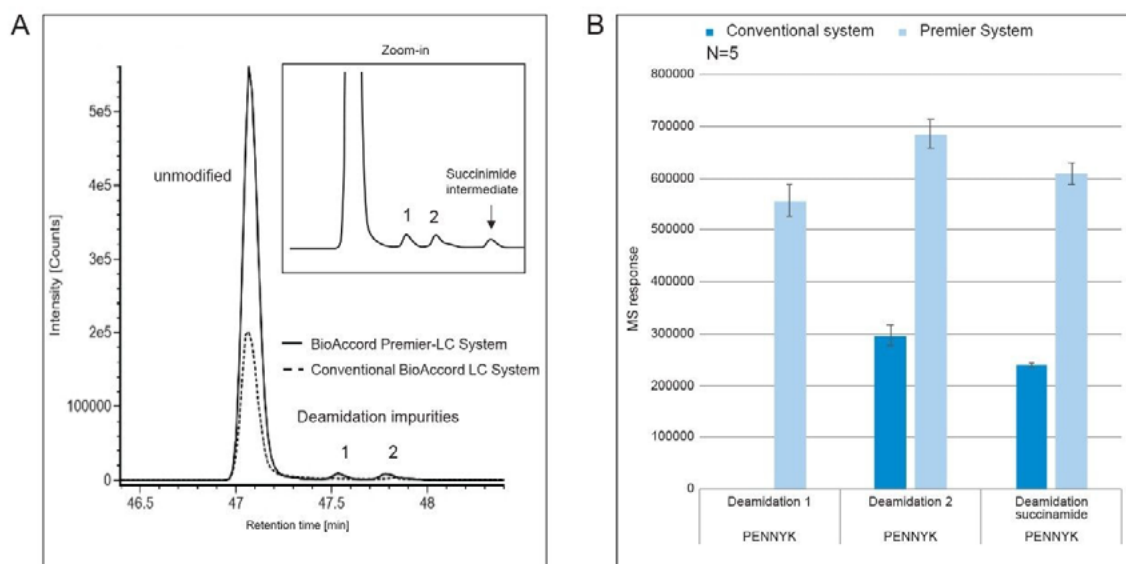 A
Zoom-in
5e5
4e5
3e5
2e5
100000
0
Intensity [Counts]
unmodified
Succinimide
intermediate
1 2
BioAccord Premier-LC System
Conventional BioAccord LC System
Deamidation impurities
1 2
46.5 47 47.5 48
Retention time [min]
B
Conventional system Premier System
N=5
800000
700000
600000
500000
400000
300000
200000
100000
0
MS response
Deamidation 1 Deamidation 2 Deamidation
succinamide
PENNYK PENNYK PENNYK